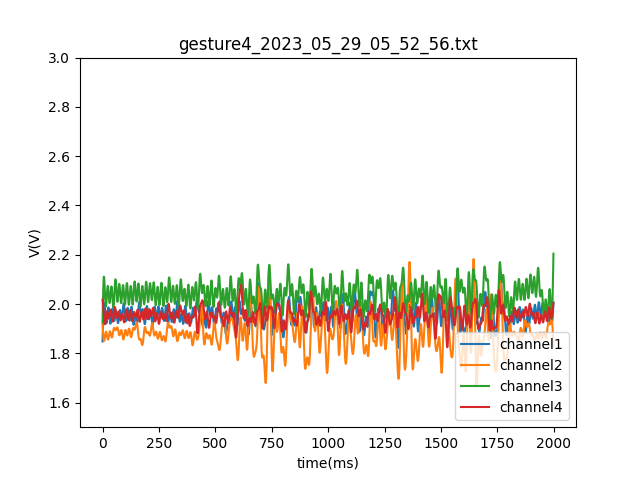 gesture4_2023_05_29_05_52_56.txt
3.0
2.8
2.6
2.4
2.2
2.0
1.8
1.6
V(V)
channel1
channel2
channel3
channel4
0 250 500 750 1000 1250 1500 1750 2000
time(ms)